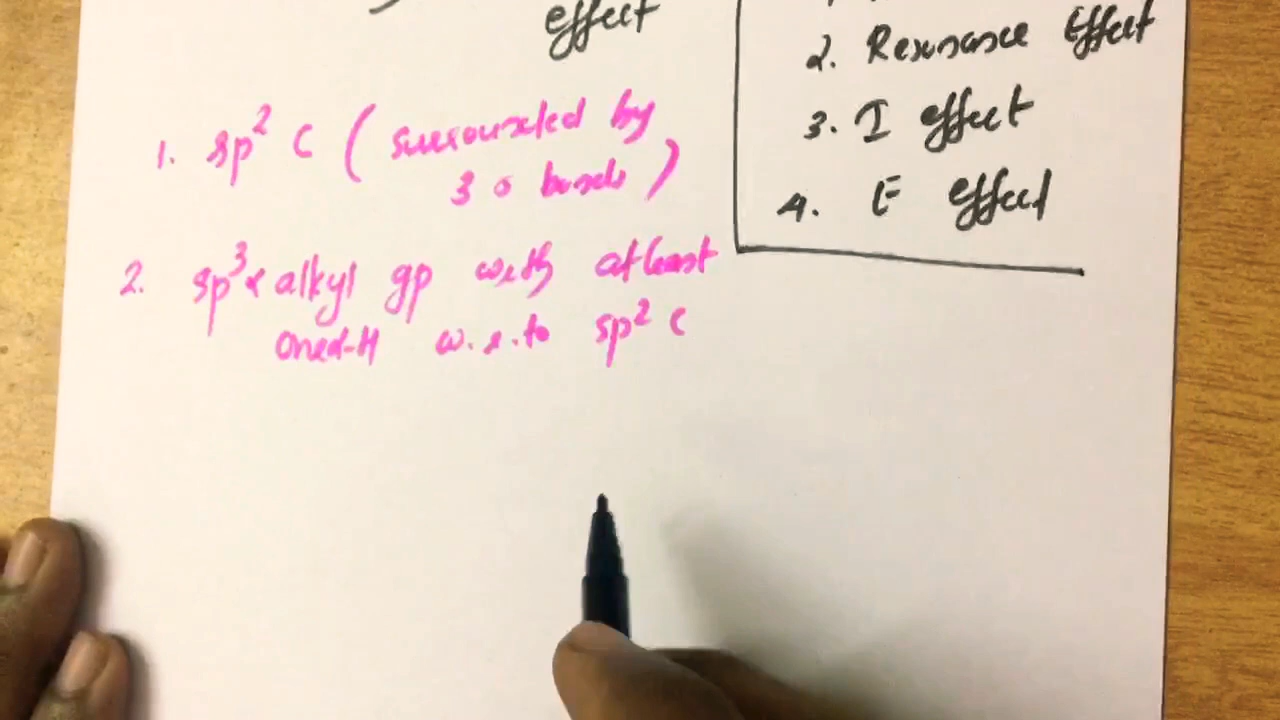 effect
1. sp² C ( surrounded by
3 σ bonds )
2. sp³ α alkyl gp with atleast
one α-H w.r.to sp² C
2. Resonance Effect
3. I effect
4. E effect